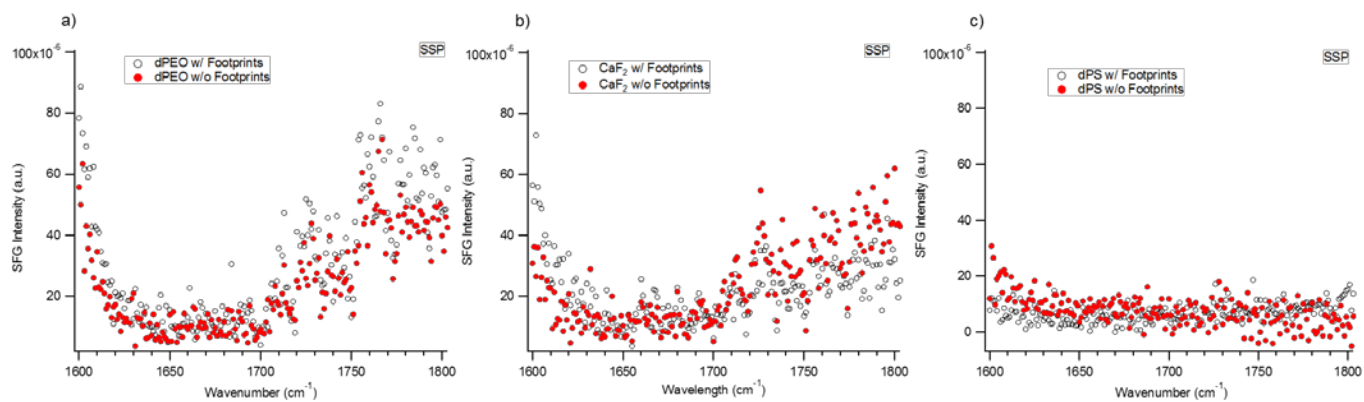 a)
SSP
dPEO w/ Footprints
dPEO w/o Footprints
100x10-6
80
60
40
20
SFG Intensity (a.u.)
1600 1650 1700 1750 1800
Wavenumber (cm-1)
b)
SSP
CaF2 w/ Footprints
CaF2 w/o Footprints
100x10-6
80
60
40
20
SFG Intensity (a.u.)
1600 1650 1700 1750 1800
Wavelength (cm-1)
c)
SSP
dPS w/ Footprints
dPS w/o Footprints
100x10-6
80
60
40
20
0
SFG Intensity (a.u.)
1600 1650 1700 1750 1800
Wavenumber (cm-1)